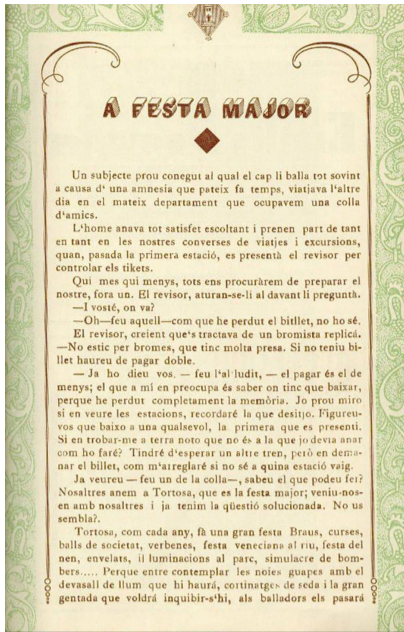 A FESTA MAJOR
Un subjecte prou conegut al qual el cap li balla tot sovint
a causa d'una amnesia que pateix fa temps, viatjava l'altre
dia en el mateix departament que ocupavem una colla
d'amics.
L'home anava tot satisfet escoltant i prenen part de tant
en tant en les nostres converses de viatjes i excursions,
quan, pasada la primera estació, es presentà el revisor per
controlar els tikets.
Qui mes qui menys, tots ens procuràrem de preparar el
nostre, fora un. El revisor, aturan-se-li al davant li preguntà.
—I vosté, on va?
—Oh—feu aquell—com que he perdut el bitllet, no ho sé.
El revisor, creient que's tractava de un bromista replicá.
—No estic per bromes, que tinc molta presa. Si no teniu bi-
llet haureu de pagar doble.
— Ja ho dieu vos. — feu l'al·ludit, — el pagar és el de
menys; el que a mi en preocupa és saber on tinc que baixar,
perque he perdut completament la memòria. Jo prou miro
si en veure les estacions, recordaré la que desitjo. Figureu-
vos que baixo a una qualsevol, la primera que es presenti.
Si en trobar-me a terra noto que no és a la que jo devia anar
com ho faré? Tindré d'esperar un altre tren, però en dema-
nar el billet, com m'arreglaré si no sé a quina estació vaig.
Ja veureu — feu un de la colla—, sabeu el que podeu fer?
Nosaltres anem a Tortosa, que es la festa major; veniu-nos-
en amb nosaltres i ja tenim la qüestió solucionada. No us
sembla?.
Tortosa, com cada any, fà una gran festa Braus, curses,
balls de societat, verbenes, festa veneciana al riu, festa del
nen, envelats, il luminacions al parc, simulacre de bom-
bers..... Perque entre contemplar les noies guapes amb el
devasall de llum que hi haurá, cortinatges de seda i la gran
gentada que voldrá inquibir-s'hi, als balladors els pasará